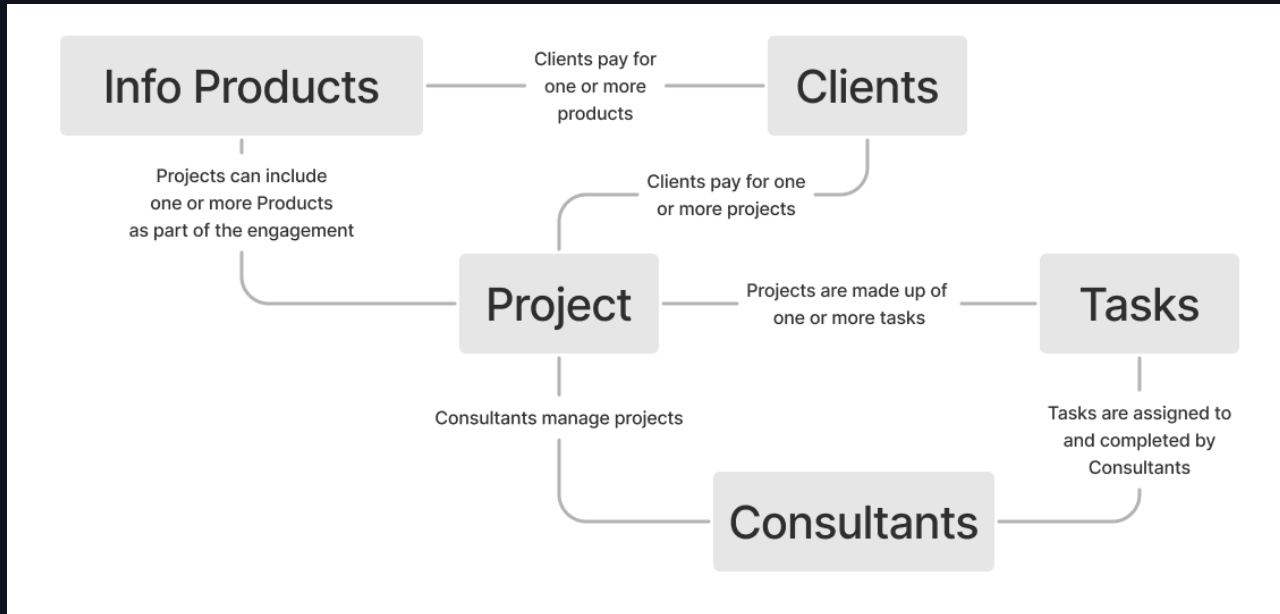 Info Products
Clients pay for
one or more
products
Clients
Projects can include
one or more Products
as part of the engagement
Clients pay for one
or more projects
Project
Projects are made up of
one or more tasks
Tasks
Consultants manage projects
Tasks are assigned to
and completed by
Consultants
Consultants